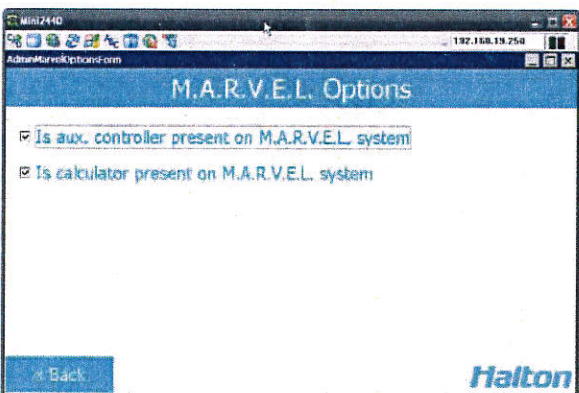 Mini2440
192.168.19.250
AdminMarvelOptionsForm
M.A.R.V.E.L. Options
Is aux. controller present on M.A.R.V.E.L. system
Is calculator present on M.A.R.V.E.L. system
« Back
Halton